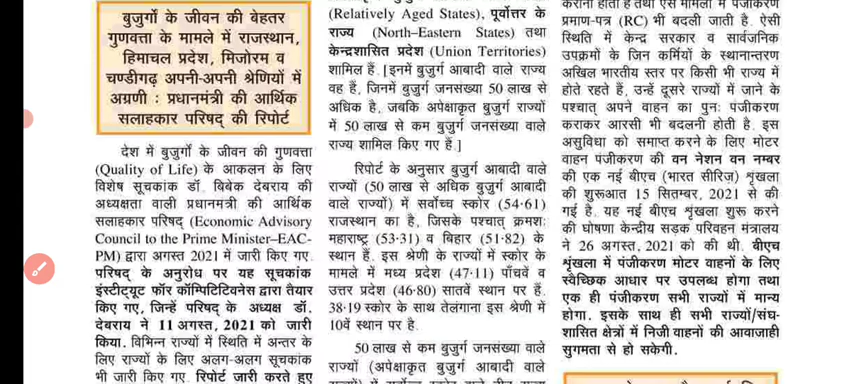 बुजुर्गों के जीवन की बेहतर
गुणवत्ता के मामले में राजस्थान,
हिमाचल प्रदेश, मिजोरम व
चण्डीगढ़ अपनी-अपनी श्रेणियों में
अग्रणी : प्रधानमंत्री की आर्थिक
सलाहकार परिषद् की रिपोर्ट
देश में बुजुर्गों के जीवन की गुणवत्ता
(Quality of Life) के आकलन के लिए
विशेष सूचकांक डॉ. बिबेक देबराय की
अध्यक्षता वाली प्रधानमंत्री की आर्थिक
सलाहकार परिषद् (Economic Advisory
Council to the Prime Minister–EAC-
PM) द्वारा अगस्त 2021 में जारी किए गए.
परिषद् के अनुरोध पर यह सूचकांक
इंस्टीट्यूट फॉर कॉम्पिटिटिवनेस द्वारा तैयार
किए गए, जिन्हें परिषद् के अध्यक्ष डॉ.
देबराय ने 11 अगस्त, 2021 को जारी
किया. विभिन्न राज्यों में स्थिति में अन्तर के
लिए राज्यों के लिए अलग-अलग सूचकांक
भी जारी किए गए. रिपोर्ट जारी करते हुए
(Relatively Aged States), पूर्वोत्तर के
राज्य (North–Eastern States) तथा
केन्द्रशासित प्रदेश (Union Territories)
शामिल हैं. [इनमें बुजुर्ग आबादी वाले राज्य
वह हैं, जिनमें बुजुर्ग जनसंख्या 50 लाख से
अधिक है, जबकि अपेक्षाकृत बुजुर्ग राज्यों
में 50 लाख से कम बुजुर्ग जनसंख्या वाले
राज्य शामिल किए गए हैं.]
रिपोर्ट के अनुसार बुजुर्ग आबादी वाले
राज्यों (50 लाख से अधिक बुजुर्ग आबादी
वाले राज्यों) में सर्वोच्च स्कोर (54·61)
राजस्थान का है, जिसके पश्चात् क्रमशः
महाराष्ट्र (53·31) व बिहार (51·82) के
स्थान हैं. इस श्रेणी के राज्यों में स्कोर के
मामले में मध्य प्रदेश (47·11) पाँचवें व
उत्तर प्रदेश (46·80) सातवें स्थान पर हैं.
38·19 स्कोर के साथ तेलंगाना इस श्रेणी में
10वें स्थान पर है.
50 लाख से कम बुजुर्ग जनसंख्या वाले
राज्यों (अपेक्षाकृत बुजुर्ग आबादी वाले
कराना होता है तथा ऐसे मामलों में पंजीकरण
प्रमाण-पत्र (RC) भी बदली जाती है. ऐसी
स्थिति में केन्द्र सरकार व सार्वजनिक
उपक्रमों के जिन कर्मियों के स्थानान्तरण
अखिल भारतीय स्तर पर किसी भी राज्य में
होते रहते हैं, उन्हें दूसरे राज्यों में जाने के
पश्चात् अपने वाहन का पुनः पंजीकरण
कराकर आरसी भी बदलनी होती है. इस
असुविधा को समाप्त करने के लिए मोटर
वाहन पंजीकरण की वन नेशन वन नम्बर
की एक नई बीएच (भारत सीरिज) शृंखला
की शुरूआत 15 सितम्बर, 2021 से की
गई है. यह नई बीएच शृंखला शुरू करने
की घोषणा केन्द्रीय सड़क परिवहन मंत्रालय
ने 26 अगस्त, 2021 को की थी. बीएच
शृंखला में पंजीकरण मोटर वाहनों के लिए
स्वैच्छिक आधार पर उपलब्ध होगा तथा
एक ही पंजीकरण सभी राज्यों में मान्य
होगा. इसके साथ ही सभी राज्यों/संघ-
शासित क्षेत्रों में निजी वाहनों की आवाजाही
सुगमता से हो सकेगी.